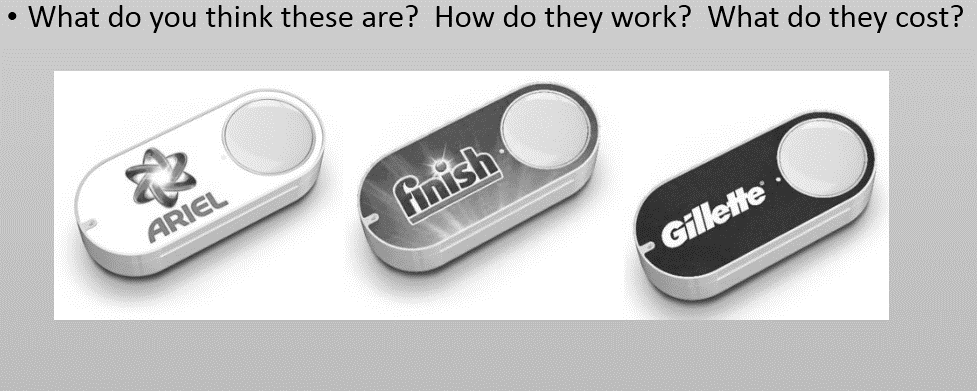 • What do you think these are?  How do they work?  What do they cost?
ARIEL
finish
Gillette®